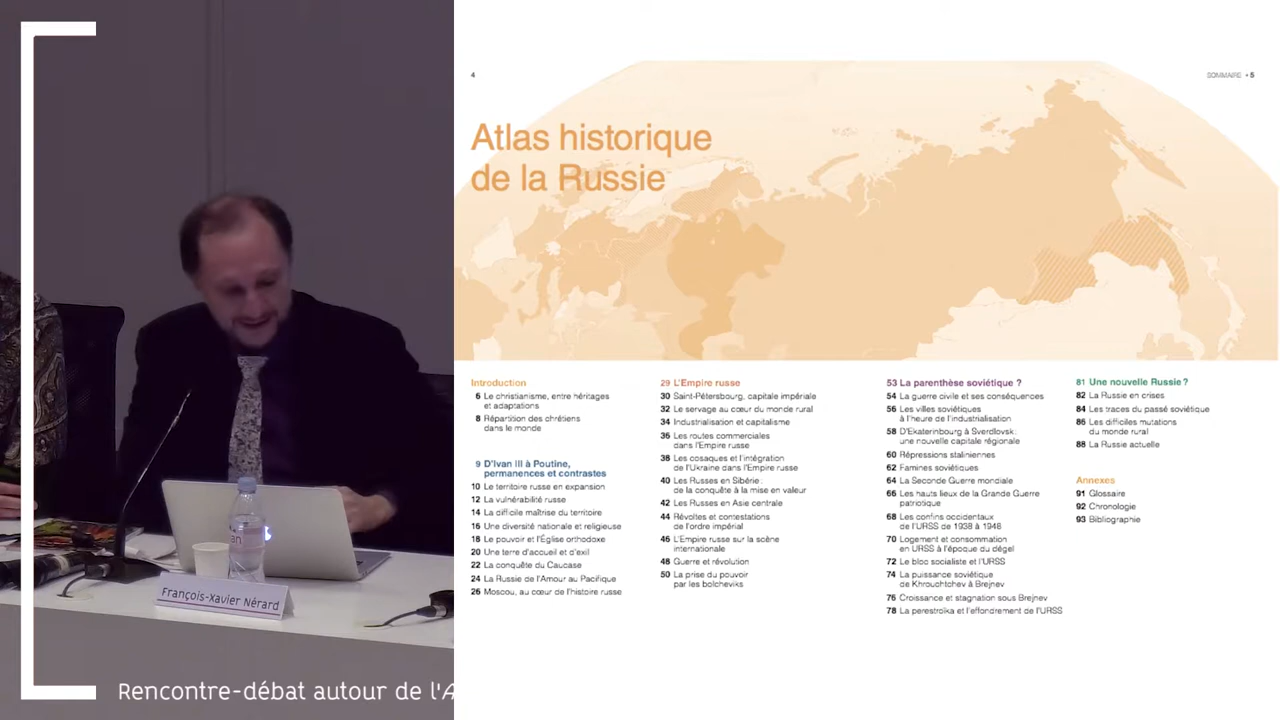 4
SOMMAIRE • 5
Atlas historique
de la Russie
Introduction
6 Le christianisme, entre héritages
et adaptations
8 Répartition des chrétiens
dans le monde
9 D'Ivan III à Poutine,
permanences et contrastes
10 Le territoire russe en expansion
12 La vulnérabilité russe
14 La difficile maîtrise du territoire
16 Une diversité nationale et religieuse
18 Le pouvoir et l'Église orthodoxe
20 Une terre d'accueil et d'exil
22 La conquête du Caucase
24 La Russie de l'Amour au Pacifique
26 Moscou, au cœur de l'histoire russe
29 L'Empire russe
30 Saint-Pétersbourg, capitale impériale
32 Le servage au cœur du monde rural
34 Industrialisation et capitalisme
36 Les routes commerciales
dans l'Empire russe
38 Les cosaques et l'intégration
de l'Ukraine dans l'Empire russe
40 Les Russes en Sibérie :
de la conquête à la mise en valeur
42 Les Russes en Asie centrale
44 Révoltes et contestations
de l'ordre impérial
46 L'Empire russe sur la scène
internationale
48 Guerre et révolution
50 La prise du pouvoir
par les bolcheviks
53 La parenthèse soviétique ?
54 La guerre civile et ses conséquences
56 Les villes soviétiques
à l'heure de l'industrialisation
58 D'Ekaterinbourg à Sverdlovsk :
une nouvelle capitale régionale
60 Répressions staliniennes
62 Famines soviétiques
64 La Seconde Guerre mondiale
66 Les hauts lieux de la Grande Guerre
patriotique
68 Les confins occidentaux
de l'URSS de 1938 à 1948
70 Logement et consommation
en URSS à l'époque du dégel
72 Le bloc socialiste et l'URSS
74 La puissance soviétique
de Khrouchtchev à Brejnev
76 Croissance et stagnation sous Brejnev
78 La perestroïka et l'effondrement de l'URSS
81 Une nouvelle Russie ?
82 La Russie en crises
84 Les traces du passé soviétique
86 Les difficiles mutations
du monde rural
88 La Russie actuelle
Annexes
91 Glossaire
92 Chronologie
93 Bibliographie
François-Xavier Nérard
Rencontre-débat autour de l'A